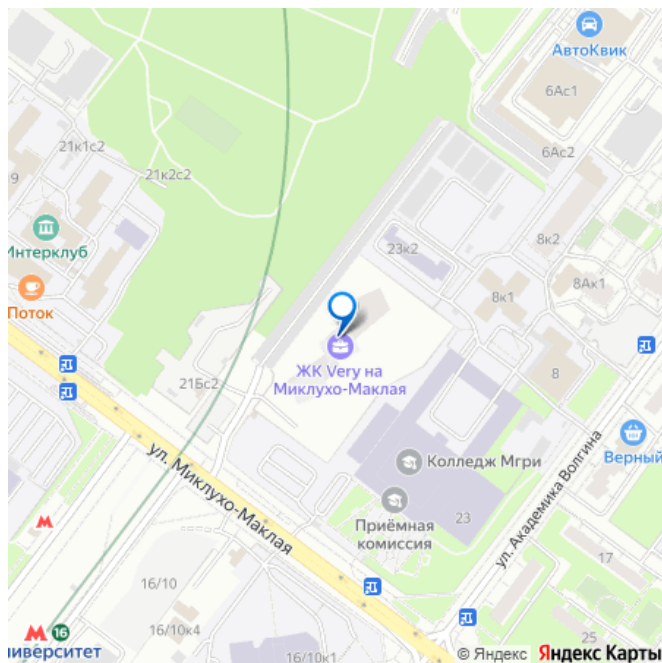 АвтоКвик
6Ас1
21к1с2
6Ас2
21к2с2
9
Интерклуб
23к2
8к2
8Ак1
Поток
8к1
ЖК Very на
Миклухо-Маклая
21Бс2
8
Верный
ул. Миклухо-Маклая
Колледж Мгри
ул. Академика Волгина
Приёмная
комиссия
23
17
16/10
16
16/10к4
25
ниверситет
16/10к1
© Яндекс Яндекс Карты